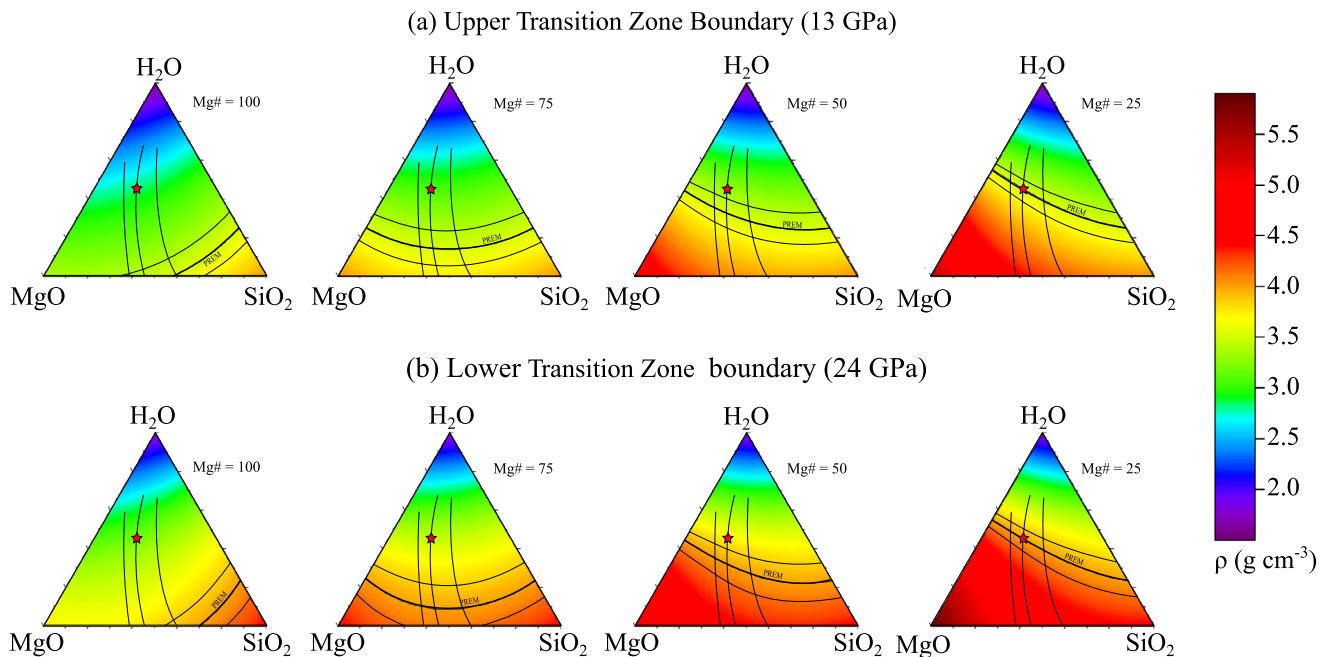 (a) Upper Transition Zone Boundary (13 GPa)
H₂O
Mg# = 100
MgO
SiO₂
PREM
H₂O
Mg# = 75
MgO
SiO₂
PREM
H₂O
Mg# = 50
MgO
SiO₂
PREM
H₂O
Mg# = 25
MgO
SiO₂
PREM
(b) Lower Transition Zone boundary (24 GPa)
H₂O
Mg# = 100
MgO
SiO₂
PREM
H₂O
Mg# = 75
MgO
SiO₂
PREM
H₂O
Mg# = 50
MgO
SiO₂
PREM
H₂O
Mg# = 25
MgO
SiO₂
PREM
5.5
5.0
4.5
4.0
3.5
3.0
2.5
2.0
ρ (g cm⁻³)